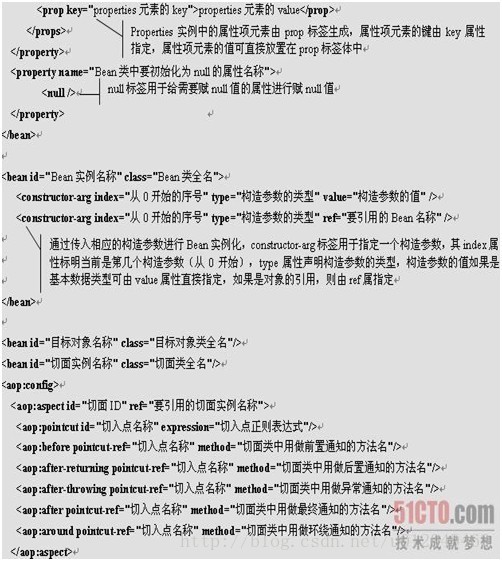 <prop key="properties 元素的 key">properties 元素的 value</prop>
</props>
Properties 实例中的属性项元素由 prop 标签生成，属性项元素的键由 key 属性
指定，属性项元素的值可直接放置在 prop 标签体中
</property>
<property name="Bean 类中要初始化为 null 的属性名称">
<null />
null 标签用于给需要赋 null 值的属性进行赋 null 值
</property>
</bean>
<bean id="Bean 实例名称" class="Bean 类全名">
<constructor-arg index="从 0 开始的序号" type="构造参数的类型" value="构造参数的值" />
<constructor-arg index="从 0 开始的序号" type="构造参数的类型" ref="要引用的 Bean 名称" />
通过传入相应的构造参数进行 Bean 实例化，constructor-arg 标签用于指定一个构造参数，其 index 属
性标明当前是第几个构造参数（从 0 开始），type 属性声明构造参数的类型，构造参数的值如果是
基本数据类型可由 value 属性直接指定，如果是对象的引用，则由 ref 属指定
</bean>
<bean id="目标对象名称" class="目标对象类全名"/>
<bean id="切面实例名称" class="切面类全名"/>
<aop:config>
<aop:aspect id="切面 ID" ref="要引用的切面实例名称">
<aop:pointcut id="切入点名称" expression="切入点正则表达式"/>
<aop:before pointcut-ref="切入点名称" method="切面类中用做前置通知的方法名"/>
<aop:after-returning pointcut-ref="切入点名称" method="切面类中用做后置通知的方法名"/>
<aop:after-throwing pointcut-ref="切入点名称" method="切面类中用做异常通知的方法名"/>
<aop:after pointcut-ref="切入点名称" method="切面类中用做最终通知的方法名"/>
<aop:around pointcut-ref="切入点名称" method="切面类中用做环绕通知的方法名"/>
</aop:aspect>
51CTO.com
技术成就梦想